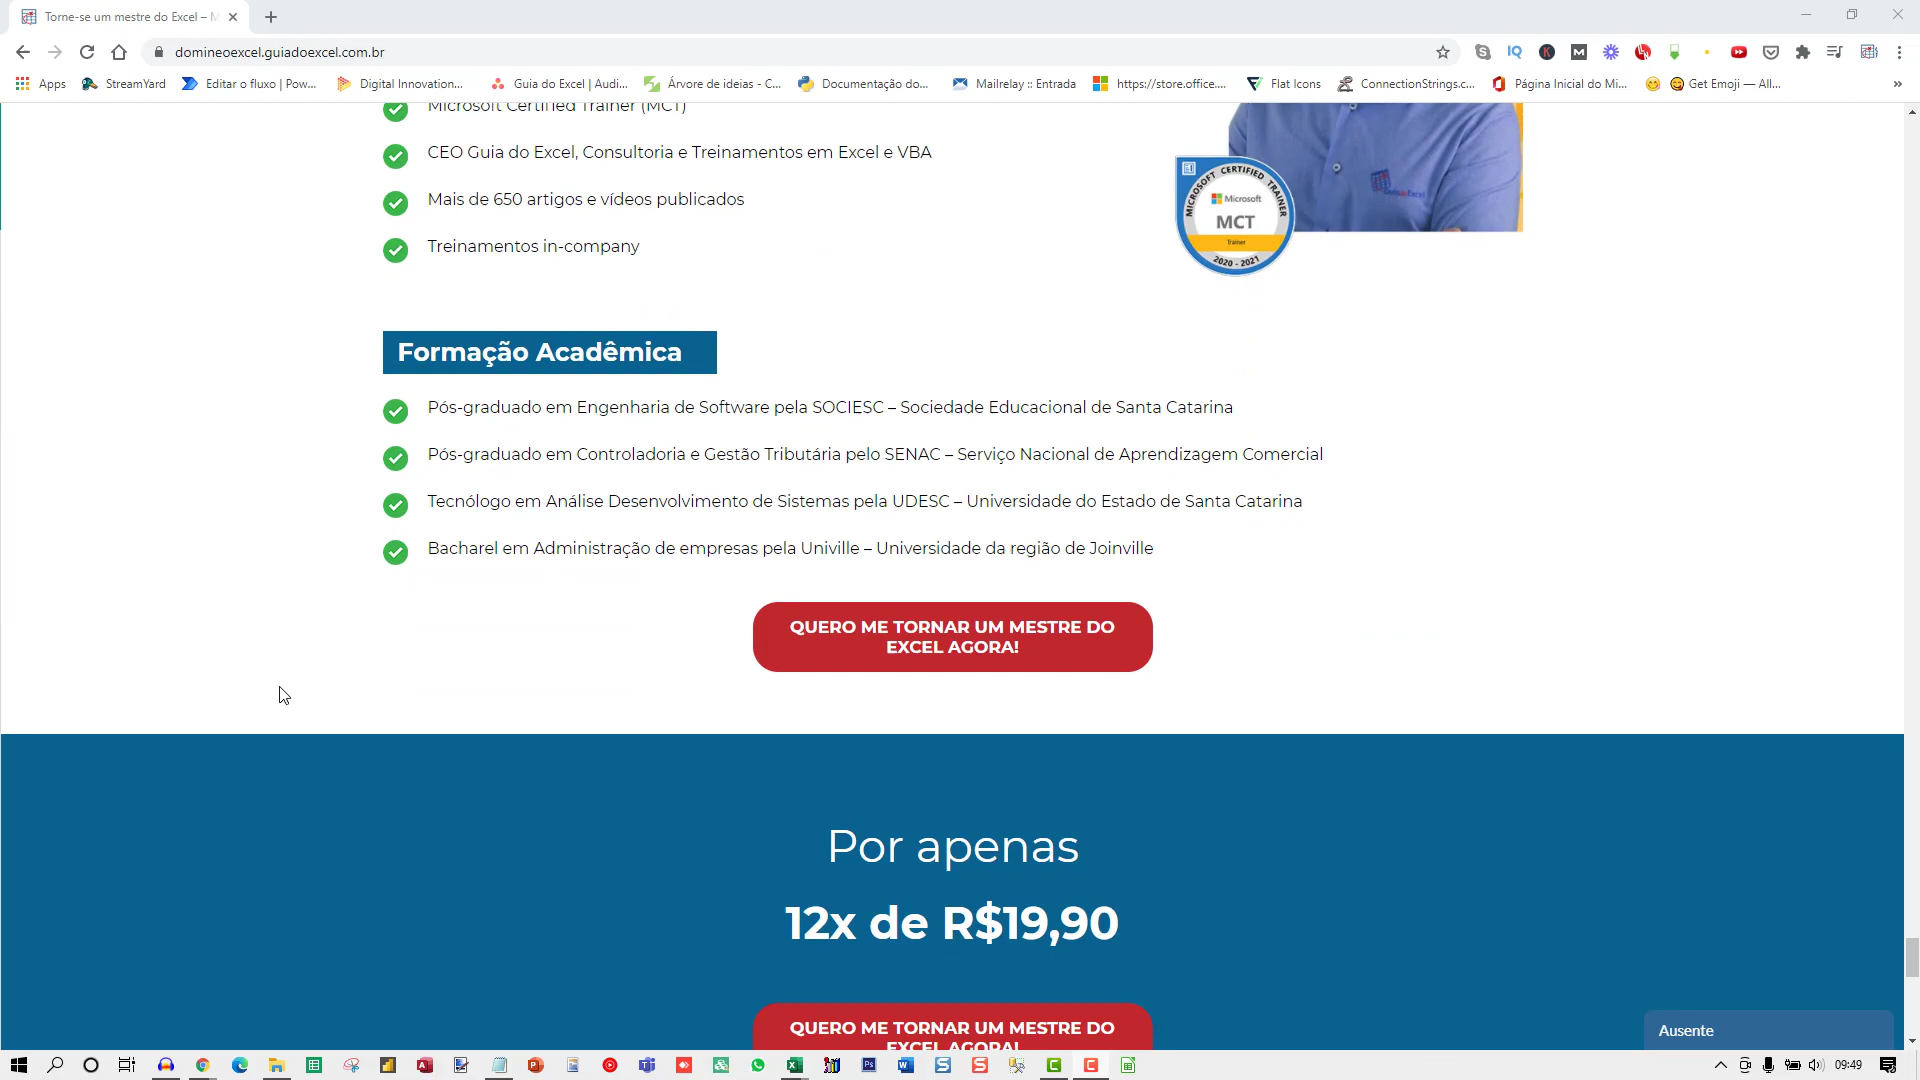 Torne-se um mestre do Excel – M
domineoexcel.guiadoexcel.com.br
Apps
StreamYard
Editar o fluxo | Pow...
Digital Innovation...
Guia do Excel | Audi...
Árvore de ideias - C...
Documentação do...
Mailrelay :: Entrada
https://store.office....
Flat Icons
ConnectionStrings.c...
Página Inicial do Mi...
Get Emoji — All...
Microsoft Certified Trainer (MCT)
CEO Guia do Excel, Consultoria e Treinamentos em Excel e VBA
Mais de 650 artigos e vídeos publicados
Treinamentos in-company
MICROSOFT CERTIFIED TRAINER
Microsoft
MCT
Trainer
2020 - 2021
GuiadoExcel
Formação Acadêmica
Pós-graduado em Engenharia de Software pela SOCIESC – Sociedade Educacional de Santa Catarina
Pós-graduado em Controladoria e Gestão Tributária pelo SENAC – Serviço Nacional de Aprendizagem Comercial
Tecnólogo em Análise Desenvolvimento de Sistemas pela UDESC – Universidade do Estado de Santa Catarina
Bacharel em Administração de empresas pela Univille – Universidade da região de Joinville
QUERO ME TORNAR UM MESTRE DO
EXCEL AGORA!
Por apenas
12x de R$19,90
QUERO ME TORNAR UM MESTRE DO
EXCEL AGORA!
Ausente
09:49